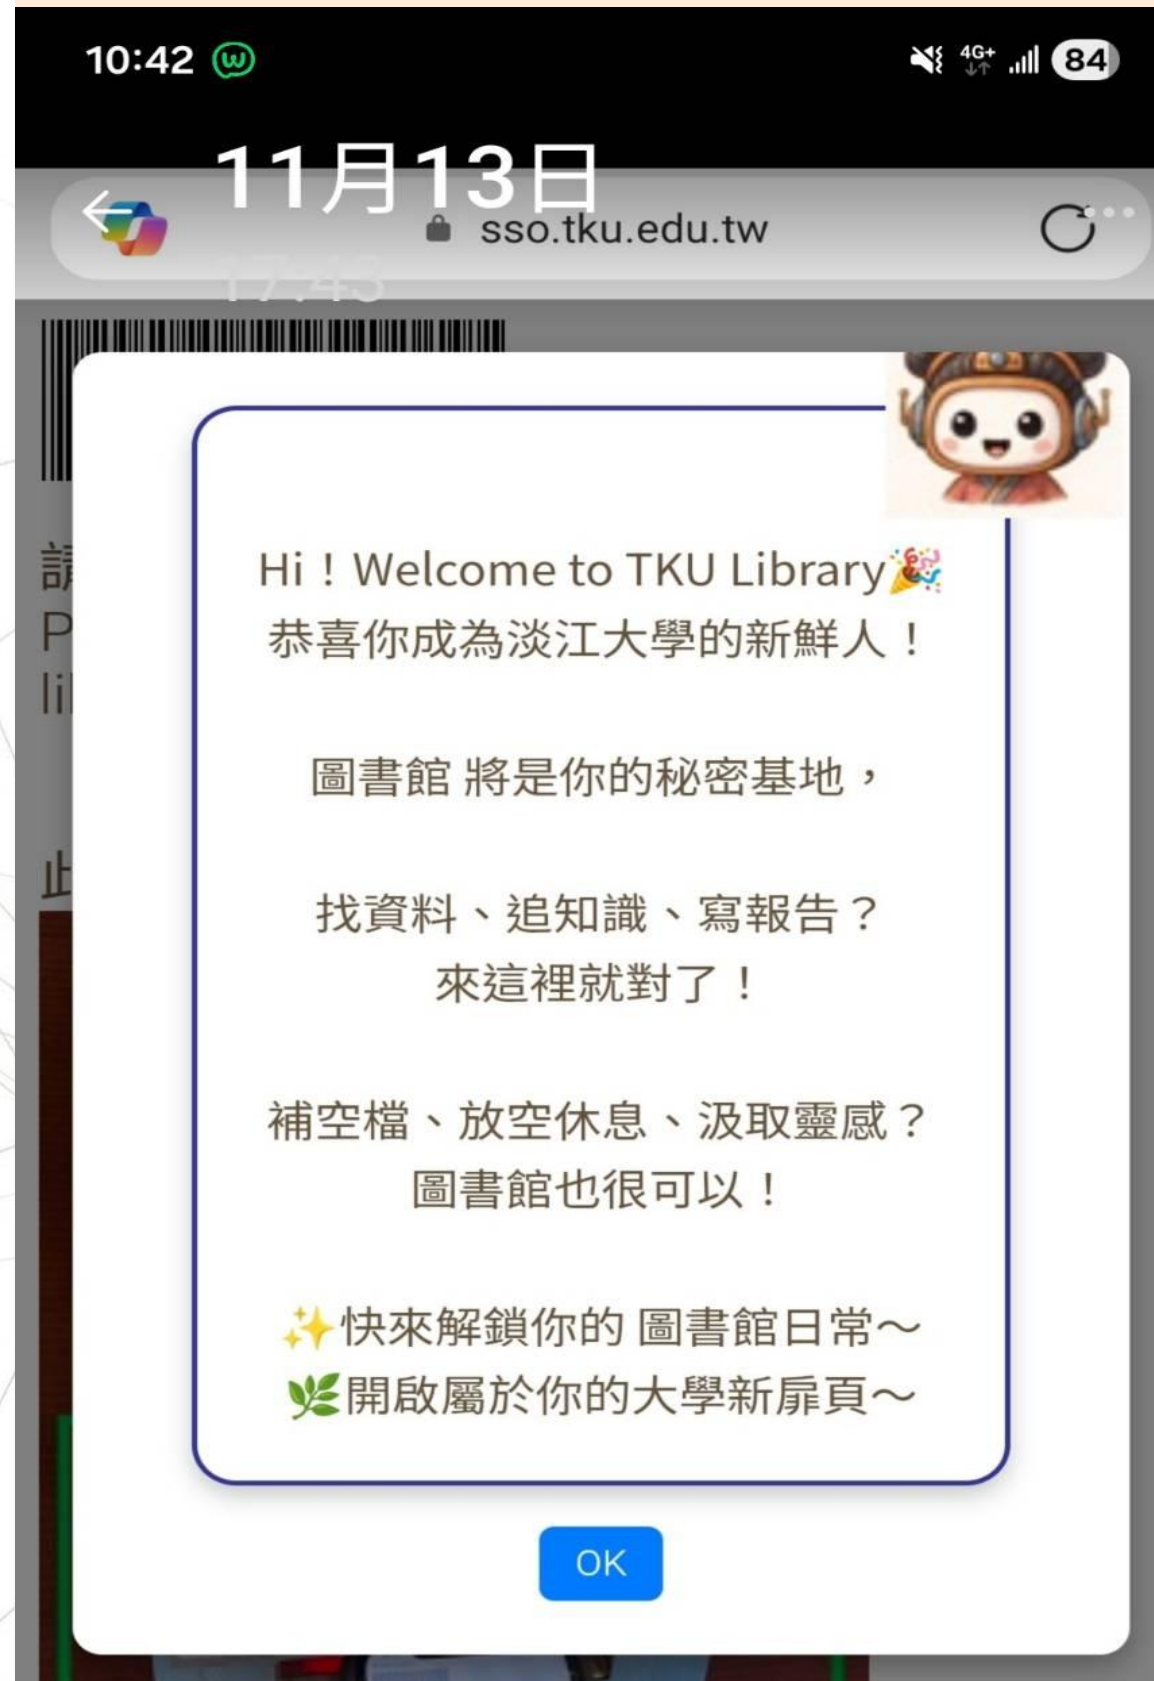 10:42
4G+
84
11月13日
sso.tku.edu.tw
17:43
Hi！Welcome to TKU Library🎉
恭喜你成為淡江大學的新鮮人！
圖書館 將是你的秘密基地，
找資料、追知識、寫報告？
來這裡就對了！
補空檔、放空休息、汲取靈感？
圖書館也很可以！
✨快來解鎖你的 圖書館日常～
🌿開啟屬於你的大學新扉頁～
OK